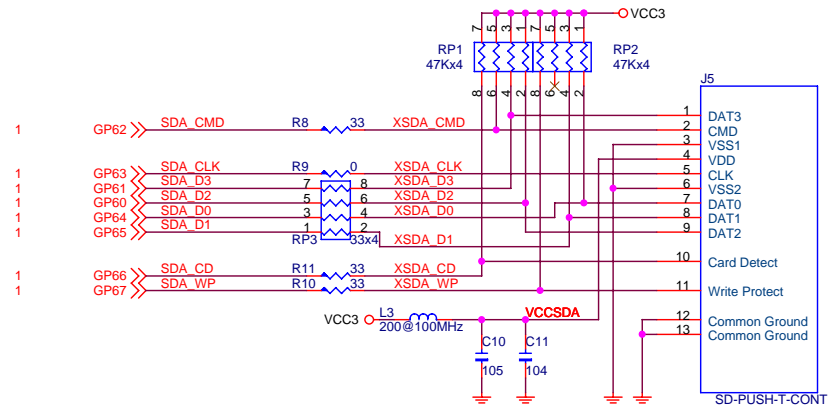 VCC3
7 5 3 1 7 5 3 1
RP1 RP2
47Kx4 47Kx4
8 6 4 2 8 6 4 2
J5
1 DAT3
1 GP62 SDA_CMD R8 33 XSDA_CMD 2 CMD
3 VSS1
4 VDD
1 GP63 SDA_CLK R9 0 XSDA_CLK 5 CLK
1 GP61 SDA_D3 7 8 XSDA_D3 6 VSS2
1 GP60 SDA_D2 5 6 XSDA_D2 7 DAT0
1 GP64 SDA_D0 3 4 XSDA_D0 8 DAT1
1 GP65 SDA_D1 1 2 9 DAT2
RP3 33x4 XSDA_D1
10 Card Detect
1 GP66 SDA_CD R11 33 XSDA_CD
1 GP67 SDA_WP R10 33 XSDA_WP 11 Write Protect
VCC3 L3 VCCSDA 12 Common Ground
200@100MHz 13 Common Ground
C10 C11
105 104
SD-PUSH-T-CONT